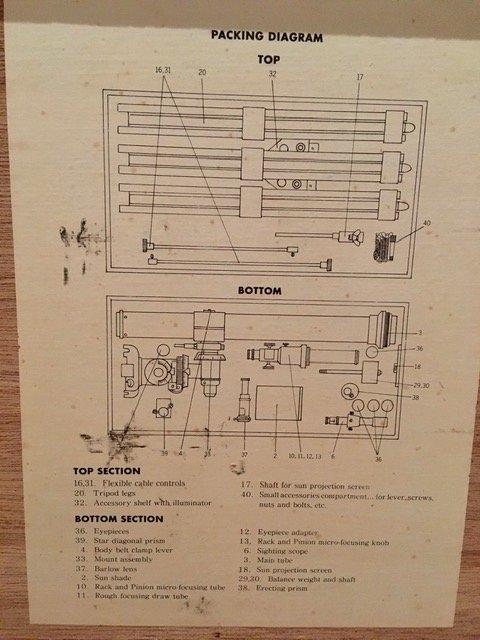 PACKING DIAGRAM
TOP
16,31
20
32
17
40
BOTTOM
3
36
18
29,30
38
39
4
33
37
2
10, 11, 12, 13
6
36
TOP SECTION
16,31. Flexible cable controls
20. Tripod legs
32. Accessory shelf with illuminator
17. Shaft for sun projection screen
40. Small accessories compartment... for lever, screws,
nuts and bolts, etc.
BOTTOM SECTION
36. Eyepieces
39. Star diagonal prism
4. Body belt clamp lever
33. Mount assembly
37. Barlow lens
2. Sun shade
10. Rack and Pinion micro-focusing tube
11. Rough focusing draw tube
12. Eyepiece adapter
13. Rack and Pinion micro-focusing knob
6. Sighting scope
3. Main tube
18. Sun projection screen
29,30. Balance weight and shaft
38. Erecting prism